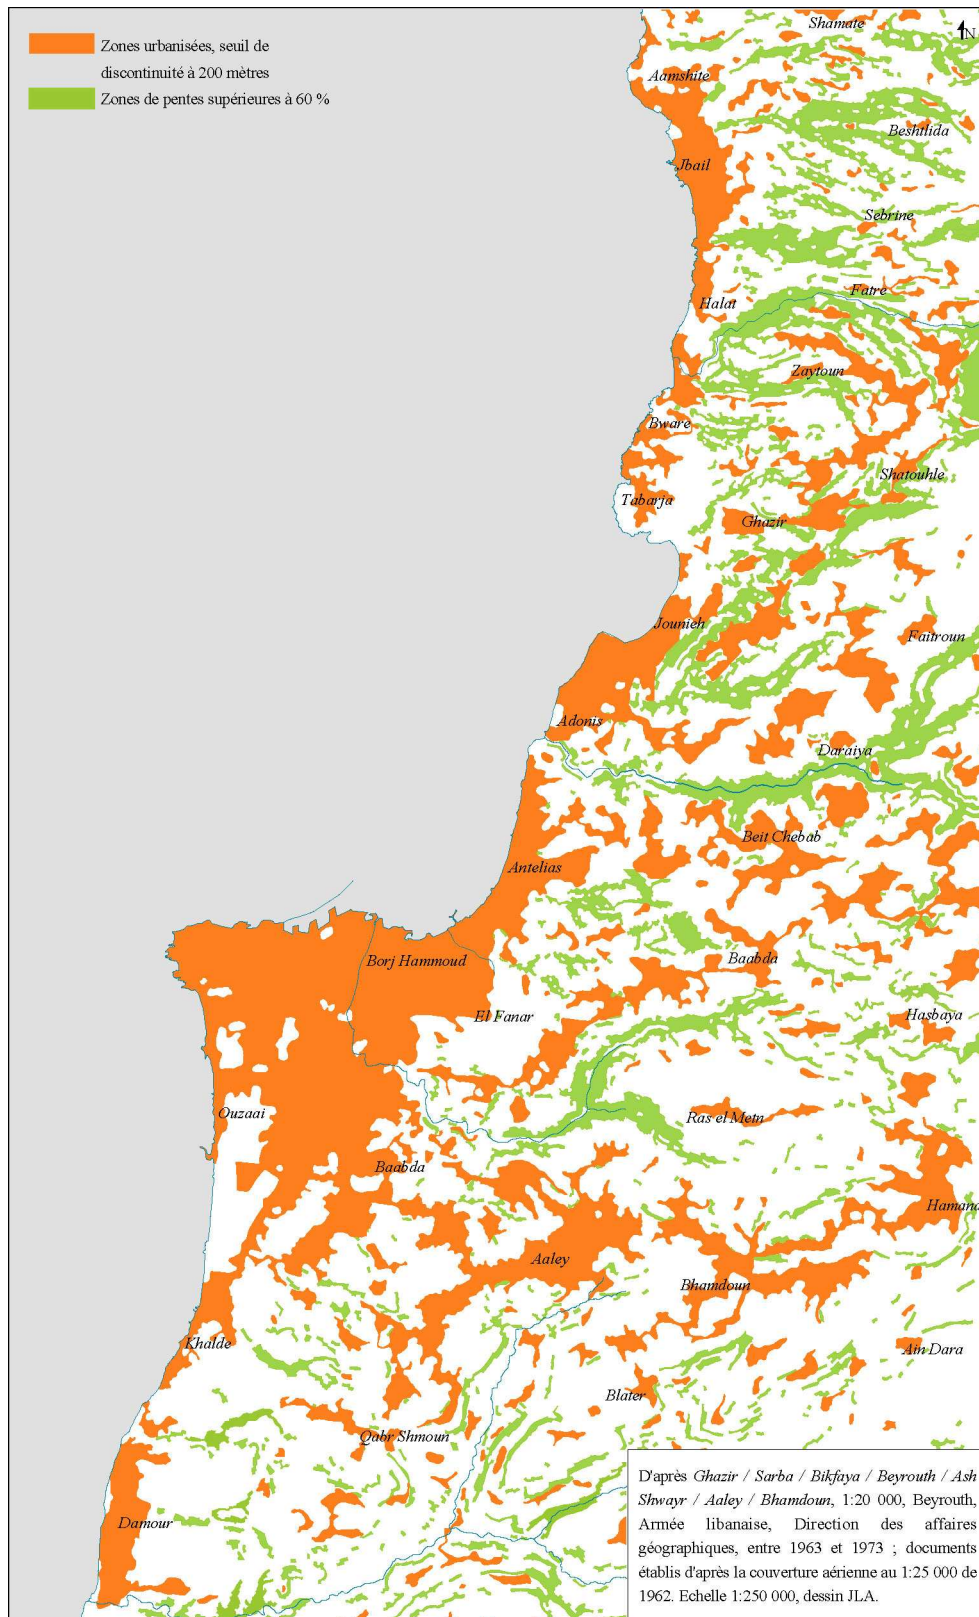 Zones urbanisées, seuil de
discontinuité à 200 mètres
Zones de pentes supérieures à 60 %
Shamate
N
Aamshite
Beshtlida
Jbail
Sebrine
Fatre
Halat
Zaytoun
Bware
Shatouhle
Tabarja
Ghazir
Jounieh
Faitroun
Adonis
Daraiya
Beit Chebab
Antelias
Borj Hammoud
Baabda
El Fanar
Hasbaya
Ouzaai
Ras el Metn
Baabda
Hamana
Aaley
Bhamdoun
Khalde
Ain Dara
Blater
Qabr Shmoun
Damour
D'après Ghazir / Sarba / Bikfaya / Beyrouth / Ash
Shwayr / Aaley / Bhamdoun, 1:20 000, Beyrouth,
Armée libanaise, Direction des affaires
géographiques, entre 1963 et 1973 ; documents
établis d'après la couverture aérienne au 1:25 000 de
1962. Echelle 1:250 000, dessin JLA.